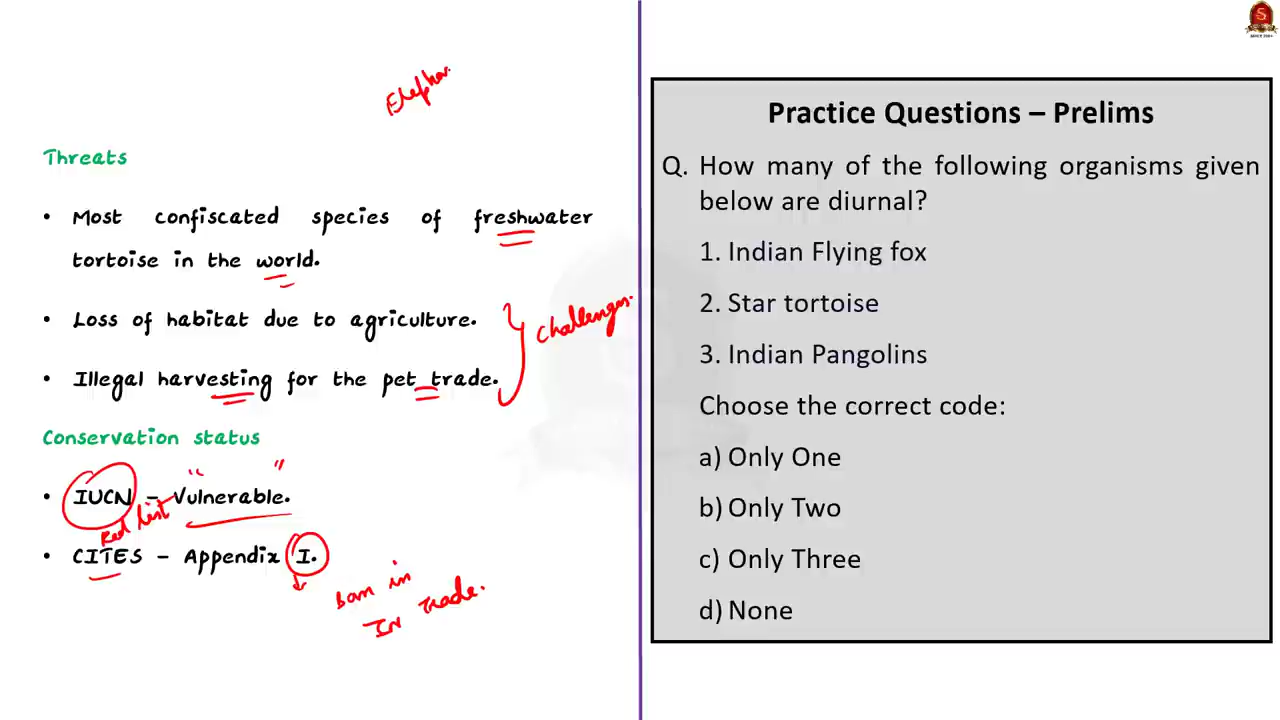 Elephan
Threats
• Most confiscated species of freshwater
tortoise in the world.
• Loss of habitat due to agriculture.
challenges.
• Illegal harvesting for the pet trade.
Conservation status
" "
• IUCN – Vulnerable.
Red list
• CITES – Appendix I.
Ban in
IN trade.
Practice Questions – Prelims
Q. How many of the following organisms given
below are diurnal?
1. Indian Flying fox
2. Star tortoise
3. Indian Pangolins
Choose the correct code:
a) Only One
b) Only Two
c) Only Three
d) None